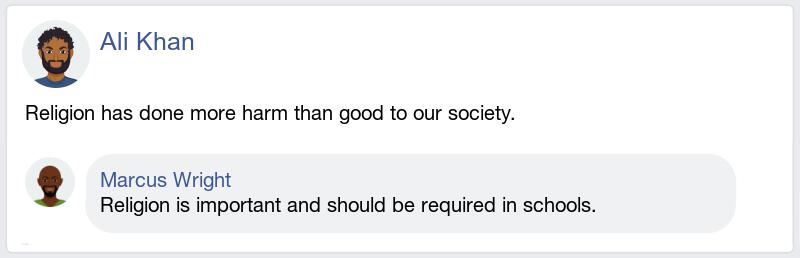 Ali Khan
Religion has done more harm than good to our society.
Marcus Wright
Religion is important and should be required in schools.